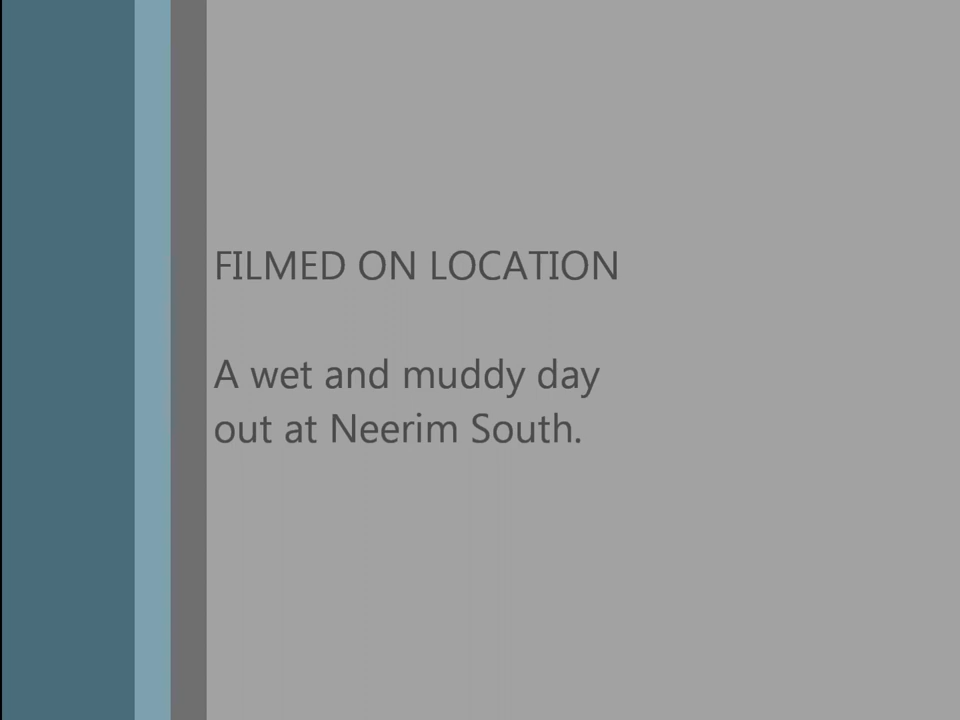 FILMED ON LOCATION
A wet and muddy day
out at Neerim South.